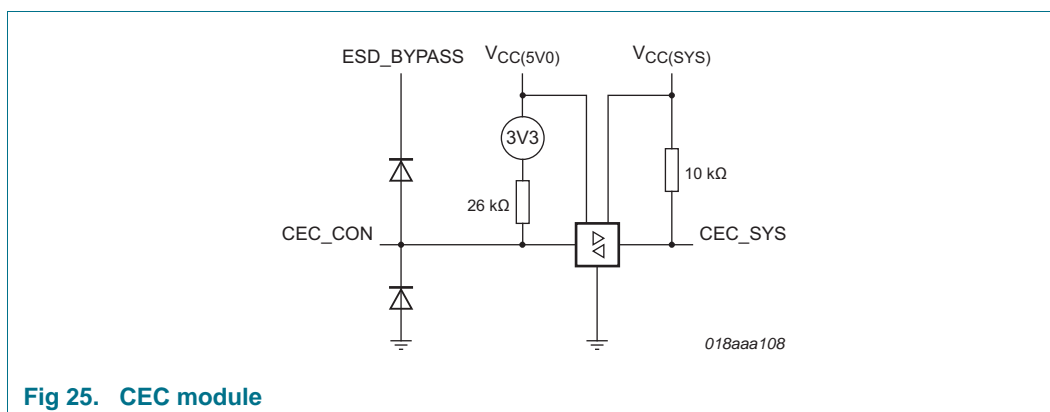 ESD_BYPASS
VCC(5V0)
VCC(SYS)
3V3
26 kΩ
10 kΩ
CEC_CON
CEC_SYS
018aaa108
Fig 25. CEC module